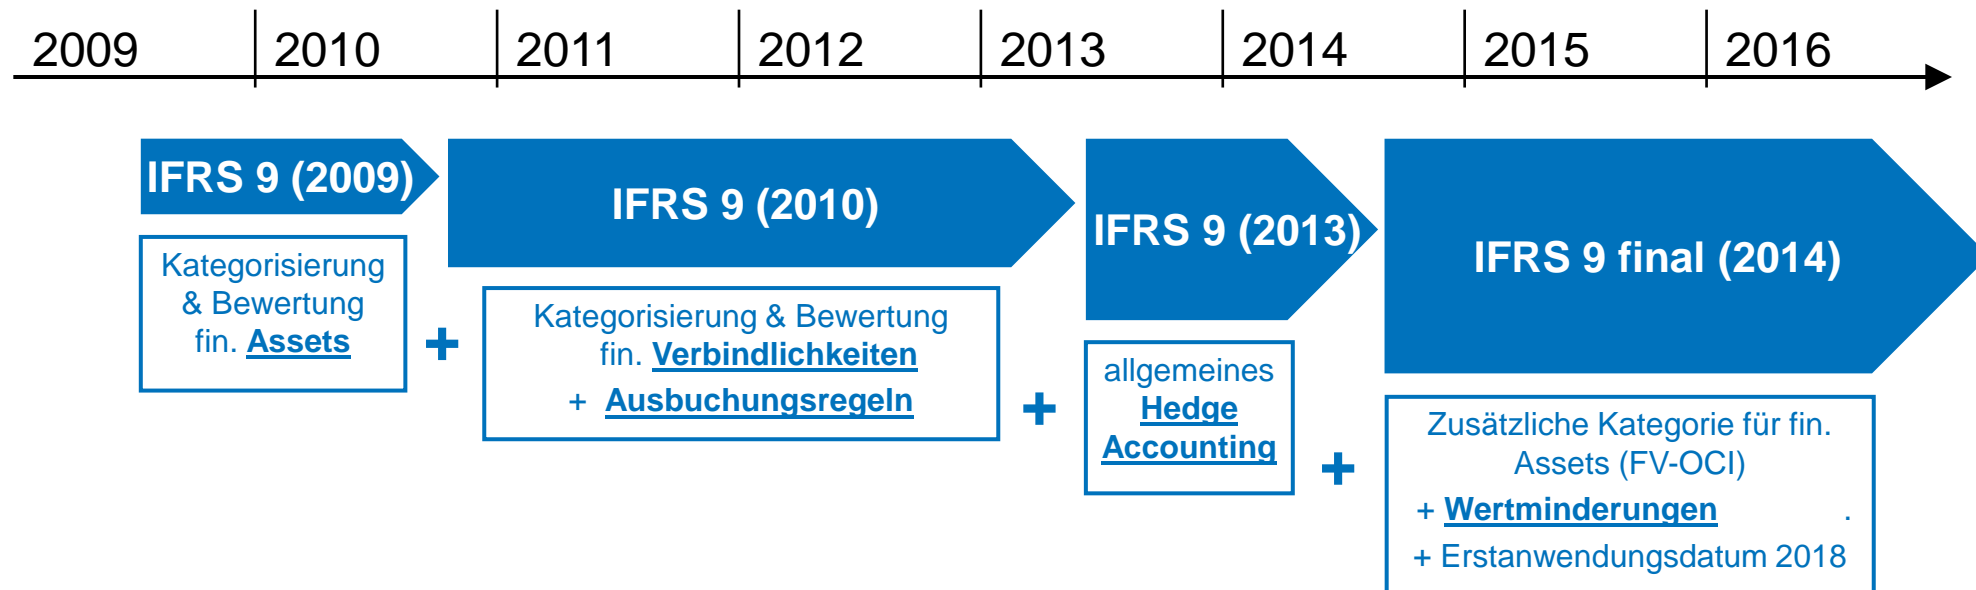 2009 2010 2011 2012 2013 2014 2015 2016
IFRS 9 (2009)
Kategorisierung
& Bewertung
fin. Assets
+
IFRS 9 (2010)
Kategorisierung & Bewertung
fin. Verbindlichkeiten
+ Ausbuchungsregeln
+
IFRS 9 (2013)
allgemeines
Hedge
Accounting
+
IFRS 9 final (2014)
Zusätzliche Kategorie für fin.
Assets (FV-OCI)
+ Wertminderungen .
+ Erstanwendungsdatum 2018